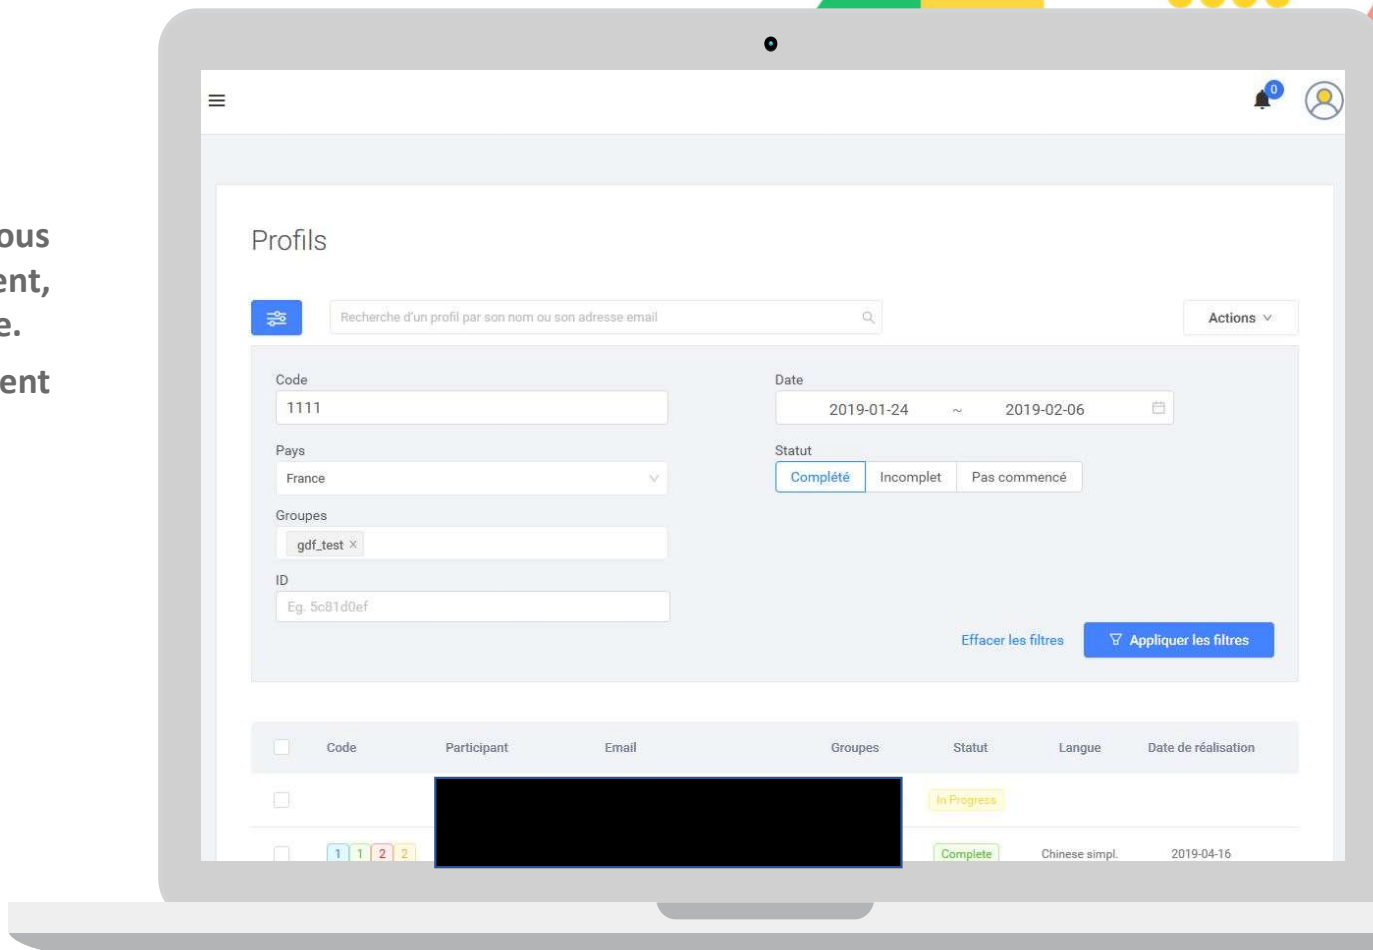 0
Profils
Recherche d'un profil par son nom ou son adresse email
Actions
Code
1111
Date
2019-01-24 ~ 2019-02-06
Pays
France
Statut
Complété Incomplet Pas commencé
Groupes
gdf_test ×
ID
Eg. 5c81d0ef
Effacer les filtres Appliquer les filtres
Code Participant Email Groupes Statut Langue Date de réalisation
In Progress
1 1 2 2 Complete Chinese simpl. 2019-04-16